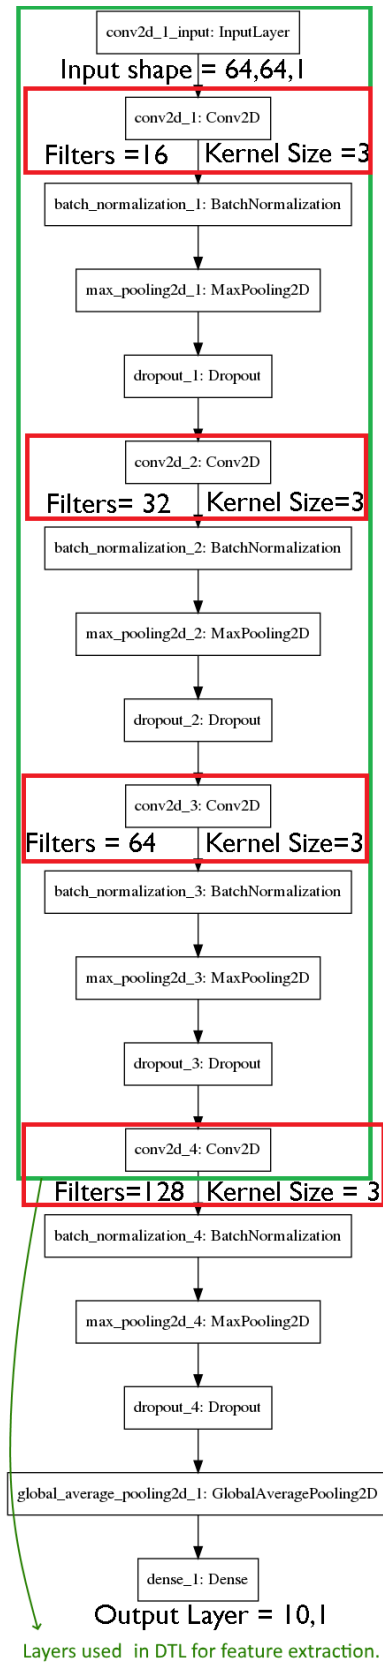 conv2d_1_input: InputLayer
Input shape = 64,64,1
conv2d_1: Conv2D
Filters =16 Kernel Size =3
batch_normalization_1: BatchNormalization
max_pooling2d_1: MaxPooling2D
dropout_1: Dropout
conv2d_2: Conv2D
Filters= 32 Kernel Size=3
batch_normalization_2: BatchNormalization
max_pooling2d_2: MaxPooling2D
dropout_2: Dropout
conv2d_3: Conv2D
Filters = 64 Kernel Size=3
batch_normalization_3: BatchNormalization
max_pooling2d_3: MaxPooling2D
dropout_3: Dropout
conv2d_4: Conv2D
Filters=128 Kernel Size = 3
batch_normalization_4: BatchNormalization
max_pooling2d_4: MaxPooling2D
dropout_4: Dropout
global_average_pooling2d_1: GlobalAveragePooling2D
dense_1: Dense
Output Layer = 10,1
Layers used in DTL for feature extraction.